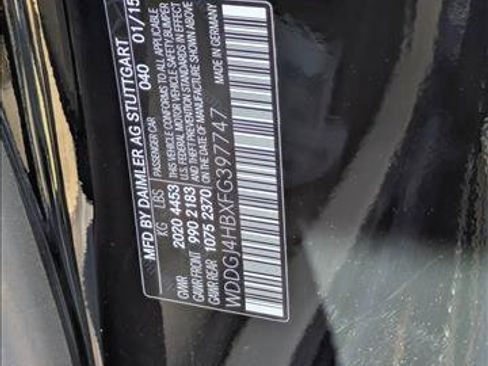 MFD BY DAIMLER AG STUTTGART
040 01/15
PASSENGER CAR
KG LBS
GVWR 2020 4453
GAWR FRONT 990 2183
GAWR REAR 1075 2370
THIS VEHICLE CONFORMS TO ALL APPLICABLE
U.S. FEDERAL MOTOR VEHICLE SAFETY, BUMPER
AND THEFT PREVENTION STANDARDS IN EFFECT
ON THE DATE OF MANUFACTURE SHOWN ABOVE
MADE IN GERMANY
WDDGJ4HBXFG397747